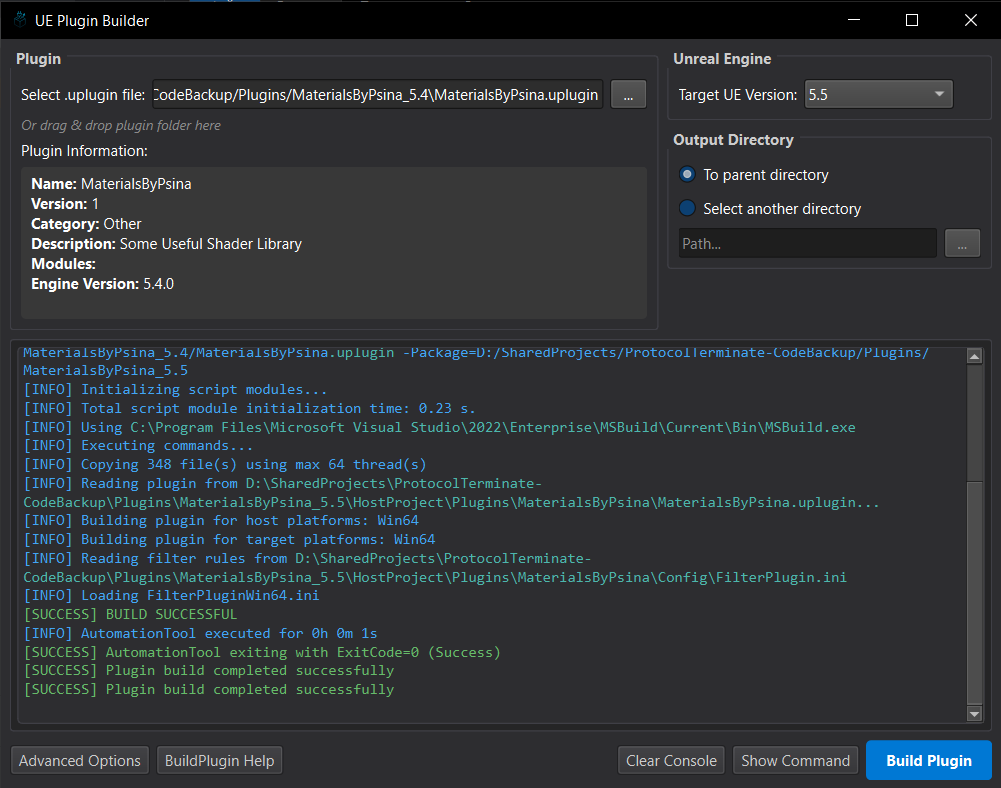 UE Plugin Builder
Plugin
Select .uplugin file: CodeBackup/Plugins/MaterialsByPsina_5.4\MaterialsByPsina.uplugin ...
Or drag & drop plugin folder here
Plugin Information:
Name: MaterialsByPsina
Version: 1
Category: Other
Description: Some Useful Shader Library
Modules:
Engine Version: 5.4.0
Unreal Engine
Target UE Version: 5.5
Output Directory
To parent directory
Select another directory
Path... ...
MaterialsByPsina_5.4/MaterialsByPsina.uplugin -Package=D:/SharedProjects/ProtocolTerminate-CodeBackup/Plugins/
MaterialsByPsina_5.5
[INFO] Initializing script modules...
[INFO] Total script module initialization time: 0.23 s.
[INFO] Using C:\Program Files\Microsoft Visual Studio\2022\Enterprise\MSBuild\Current\Bin\MSBuild.exe
[INFO] Executing commands...
[INFO] Copying 348 file(s) using max 64 thread(s)
[INFO] Reading plugin from D:\SharedProjects\ProtocolTerminate-
CodeBackup\Plugins\MaterialsByPsina_5.5\HostProject\Plugins\MaterialsByPsina\MaterialsByPsina.uplugin...
[INFO] Building plugin for host platforms: Win64
[INFO] Building plugin for target platforms: Win64
[INFO] Reading filter rules from D:\SharedProjects\ProtocolTerminate-
CodeBackup\Plugins\MaterialsByPsina_5.5\HostProject\Plugins\MaterialsByPsina\Config\FilterPlugin.ini
[INFO] Loading FilterPluginWin64.ini
[SUCCESS] BUILD SUCCESSFUL
[INFO] AutomationTool executed for 0h 0m 1s
[SUCCESS] AutomationTool exiting with ExitCode=0 (Success)
[SUCCESS] Plugin build completed successfully
[SUCCESS] Plugin build completed successfully
Advanced Options BuildPlugin Help Clear Console Show Command Build Plugin